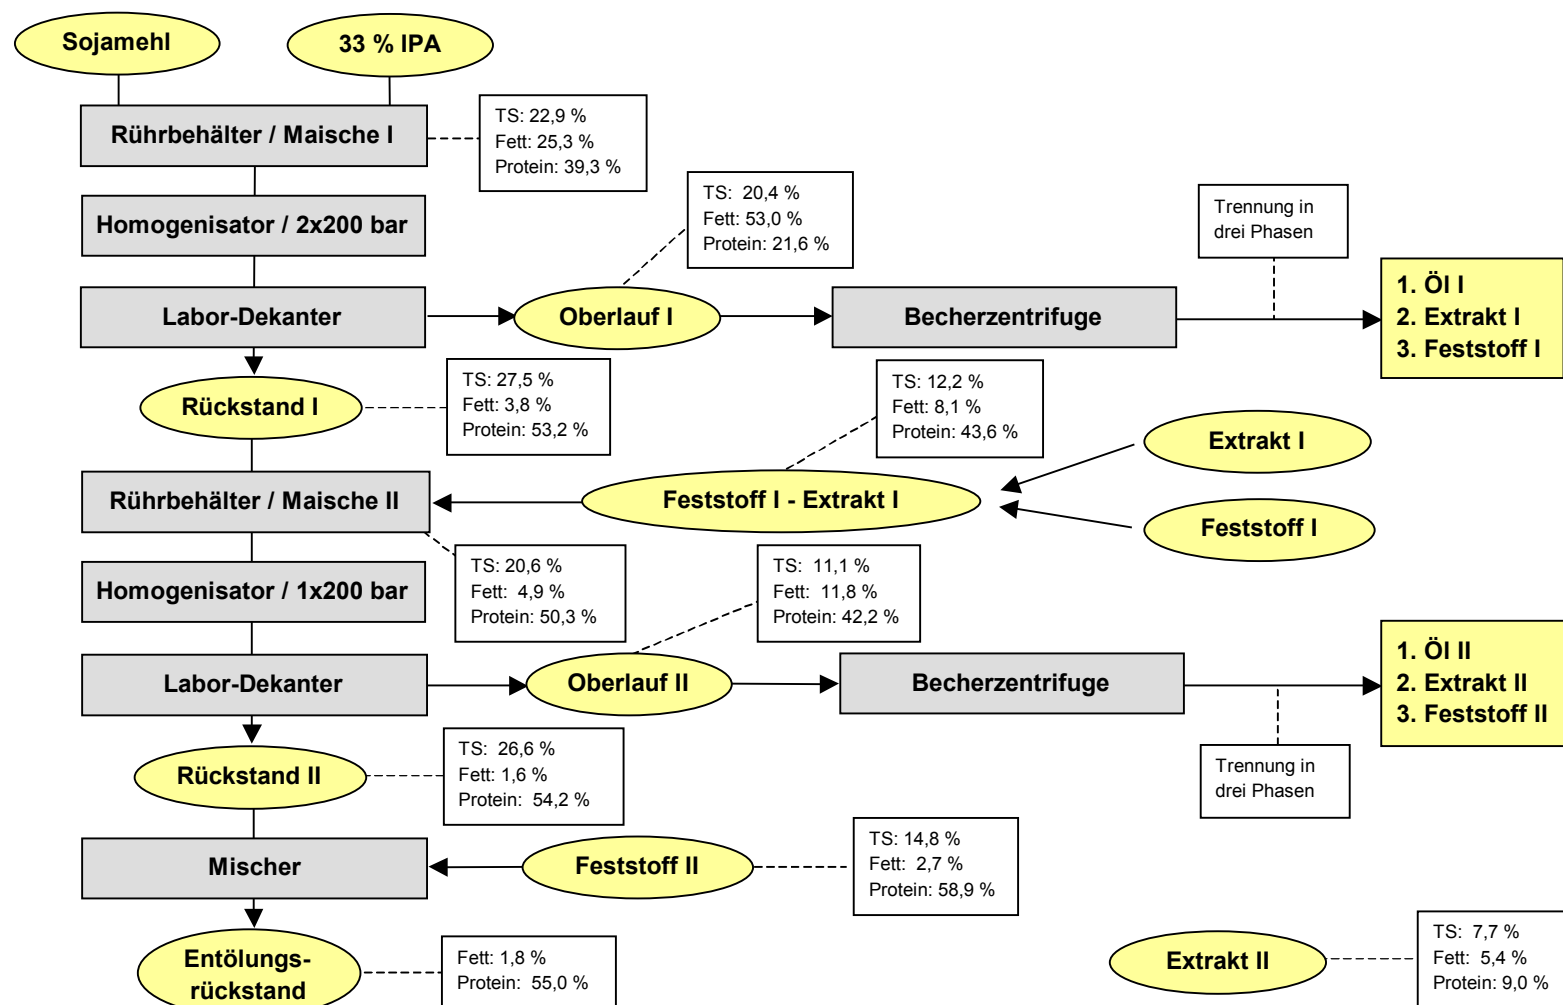 Sojamehl
33 % IPA
Rührbehälter / Maische I
TS: 22,9 %
Fett: 25,3 %
Protein: 39,3 %
Homogenisator / 2x200 bar
TS: 20,4 %
Fett: 53,0 %
Protein: 21,6 %
Trennung in
drei Phasen
Labor-Dekanter
Oberlauf I
Becherzentrifuge
1. Öl I
2. Extrakt I
3. Feststoff I
Rückstand I
TS: 27,5 %
Fett: 3,8 %
Protein: 53,2 %
TS: 12,2 %
Fett: 8,1 %
Protein: 43,6 %
Extrakt I
Rührbehälter / Maische II
Feststoff I - Extrakt I
Feststoff I
TS: 20,6 %
Fett: 4,9 %
Protein: 50,3 %
TS: 11,1 %
Fett: 11,8 %
Protein: 42,2 %
Homogenisator / 1x200 bar
Labor-Dekanter
Oberlauf II
Becherzentrifuge
1. Öl II
2. Extrakt II
3. Feststoff II
Rückstand II
TS: 26,6 %
Fett: 1,6 %
Protein: 54,2 %
Trennung in
drei Phasen
Mischer
Feststoff II
TS: 14,8 %
Fett: 2,7 %
Protein: 58,9 %
Entölungs-
rückstand
Fett: 1,8 %
Protein: 55,0 %
Extrakt II
TS: 7,7 %
Fett: 5,4 %
Protein: 9,0 %